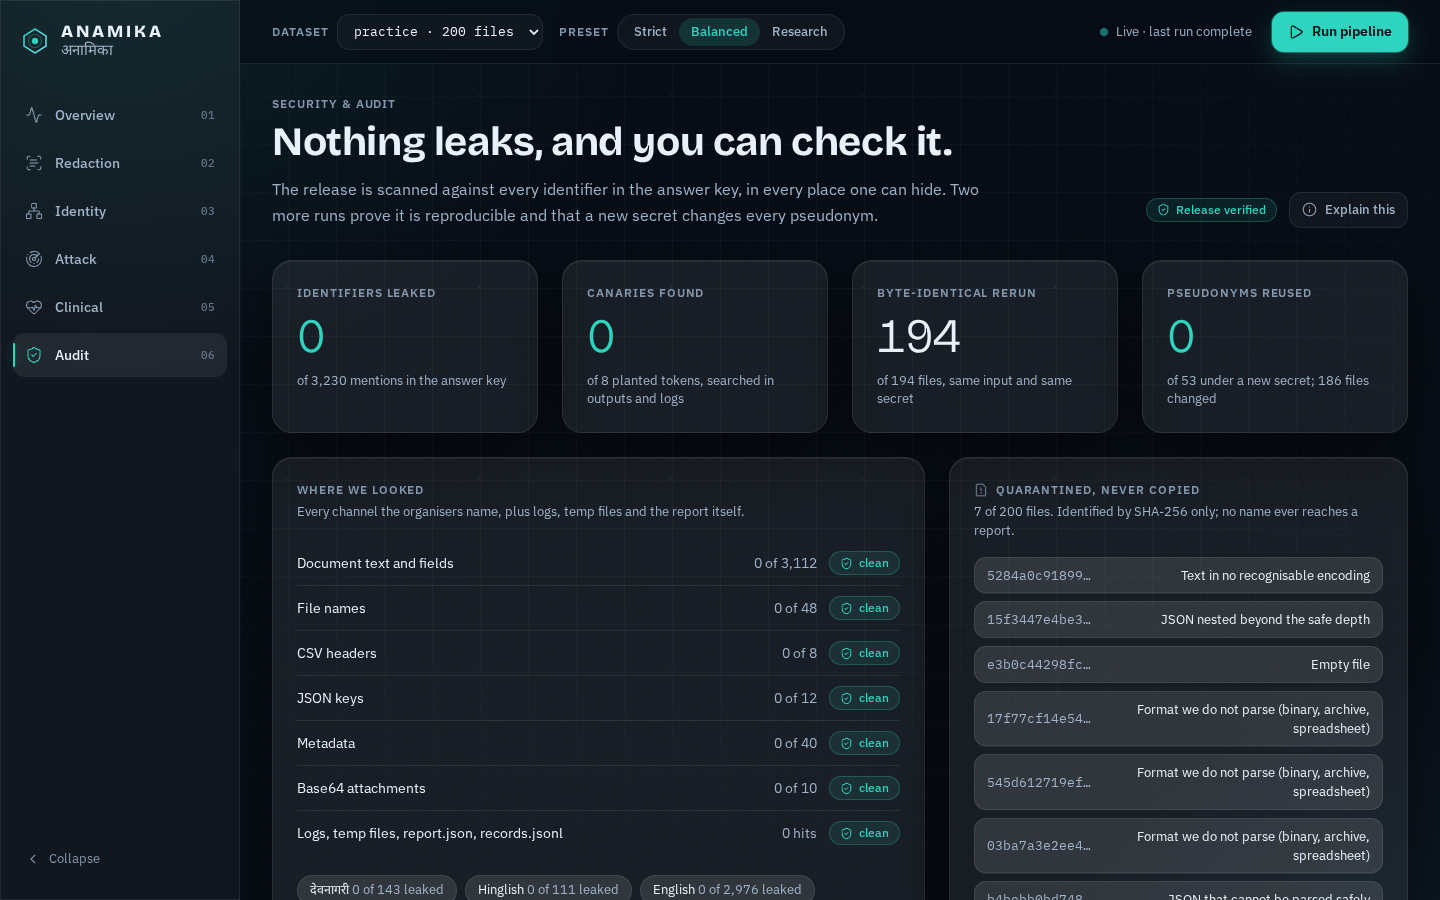 ANAMIKA
अनामिका
Overview 01
Redaction 02
Identity 03
Attack 04
Clinical 05
Audit 06
Collapse
DATASET practice · 200 files PRESET Strict Balanced Research Live · last run complete Run pipeline
SECURITY & AUDIT
Nothing leaks, and you can check it.
The release is scanned against every identifier in the answer key, in every place one can hide. Two
more runs prove it is reproducible and that a new secret changes every pseudonym.
Release verified Explain this
IDENTIFIERS LEAKED
0
of 3,230 mentions in the answer key
CANARIES FOUND
0
of 8 planted tokens, searched in
outputs and logs
BYTE-IDENTICAL RERUN
194
of 194 files, same input and same
secret
PSEUDONYMS REUSED
0
of 53 under a new secret; 186 files
changed
WHERE WE LOOKED
Every channel the organisers name, plus logs, temp files and the report itself.
Document text and fields 0 of 3,112 clean
File names 0 of 48 clean
CSV headers 0 of 8 clean
JSON keys 0 of 12 clean
Metadata 0 of 40 clean
Base64 attachments 0 of 10 clean
Logs, temp files, report.json, records.jsonl 0 hits clean
देवनागरी 0 of 143 leaked Hinglish 0 of 111 leaked English 0 of 2,976 leaked
QUARANTINED, NEVER COPIED
7 of 200 files. Identified by SHA-256 only; no name ever reaches a
report.
5284a0c91899… Text in no recognisable encoding
15f3447e4be3… JSON nested beyond the safe depth
e3b0c44298fc… Empty file
17f77cf14e54… Format we do not parse (binary, archive,
spreadsheet)
545d612719ef… Format we do not parse (binary, archive,
spreadsheet)
03ba7a3e2ee4… Format we do not parse (binary, archive,
spreadsheet)
JSON that cannot be parsed safely